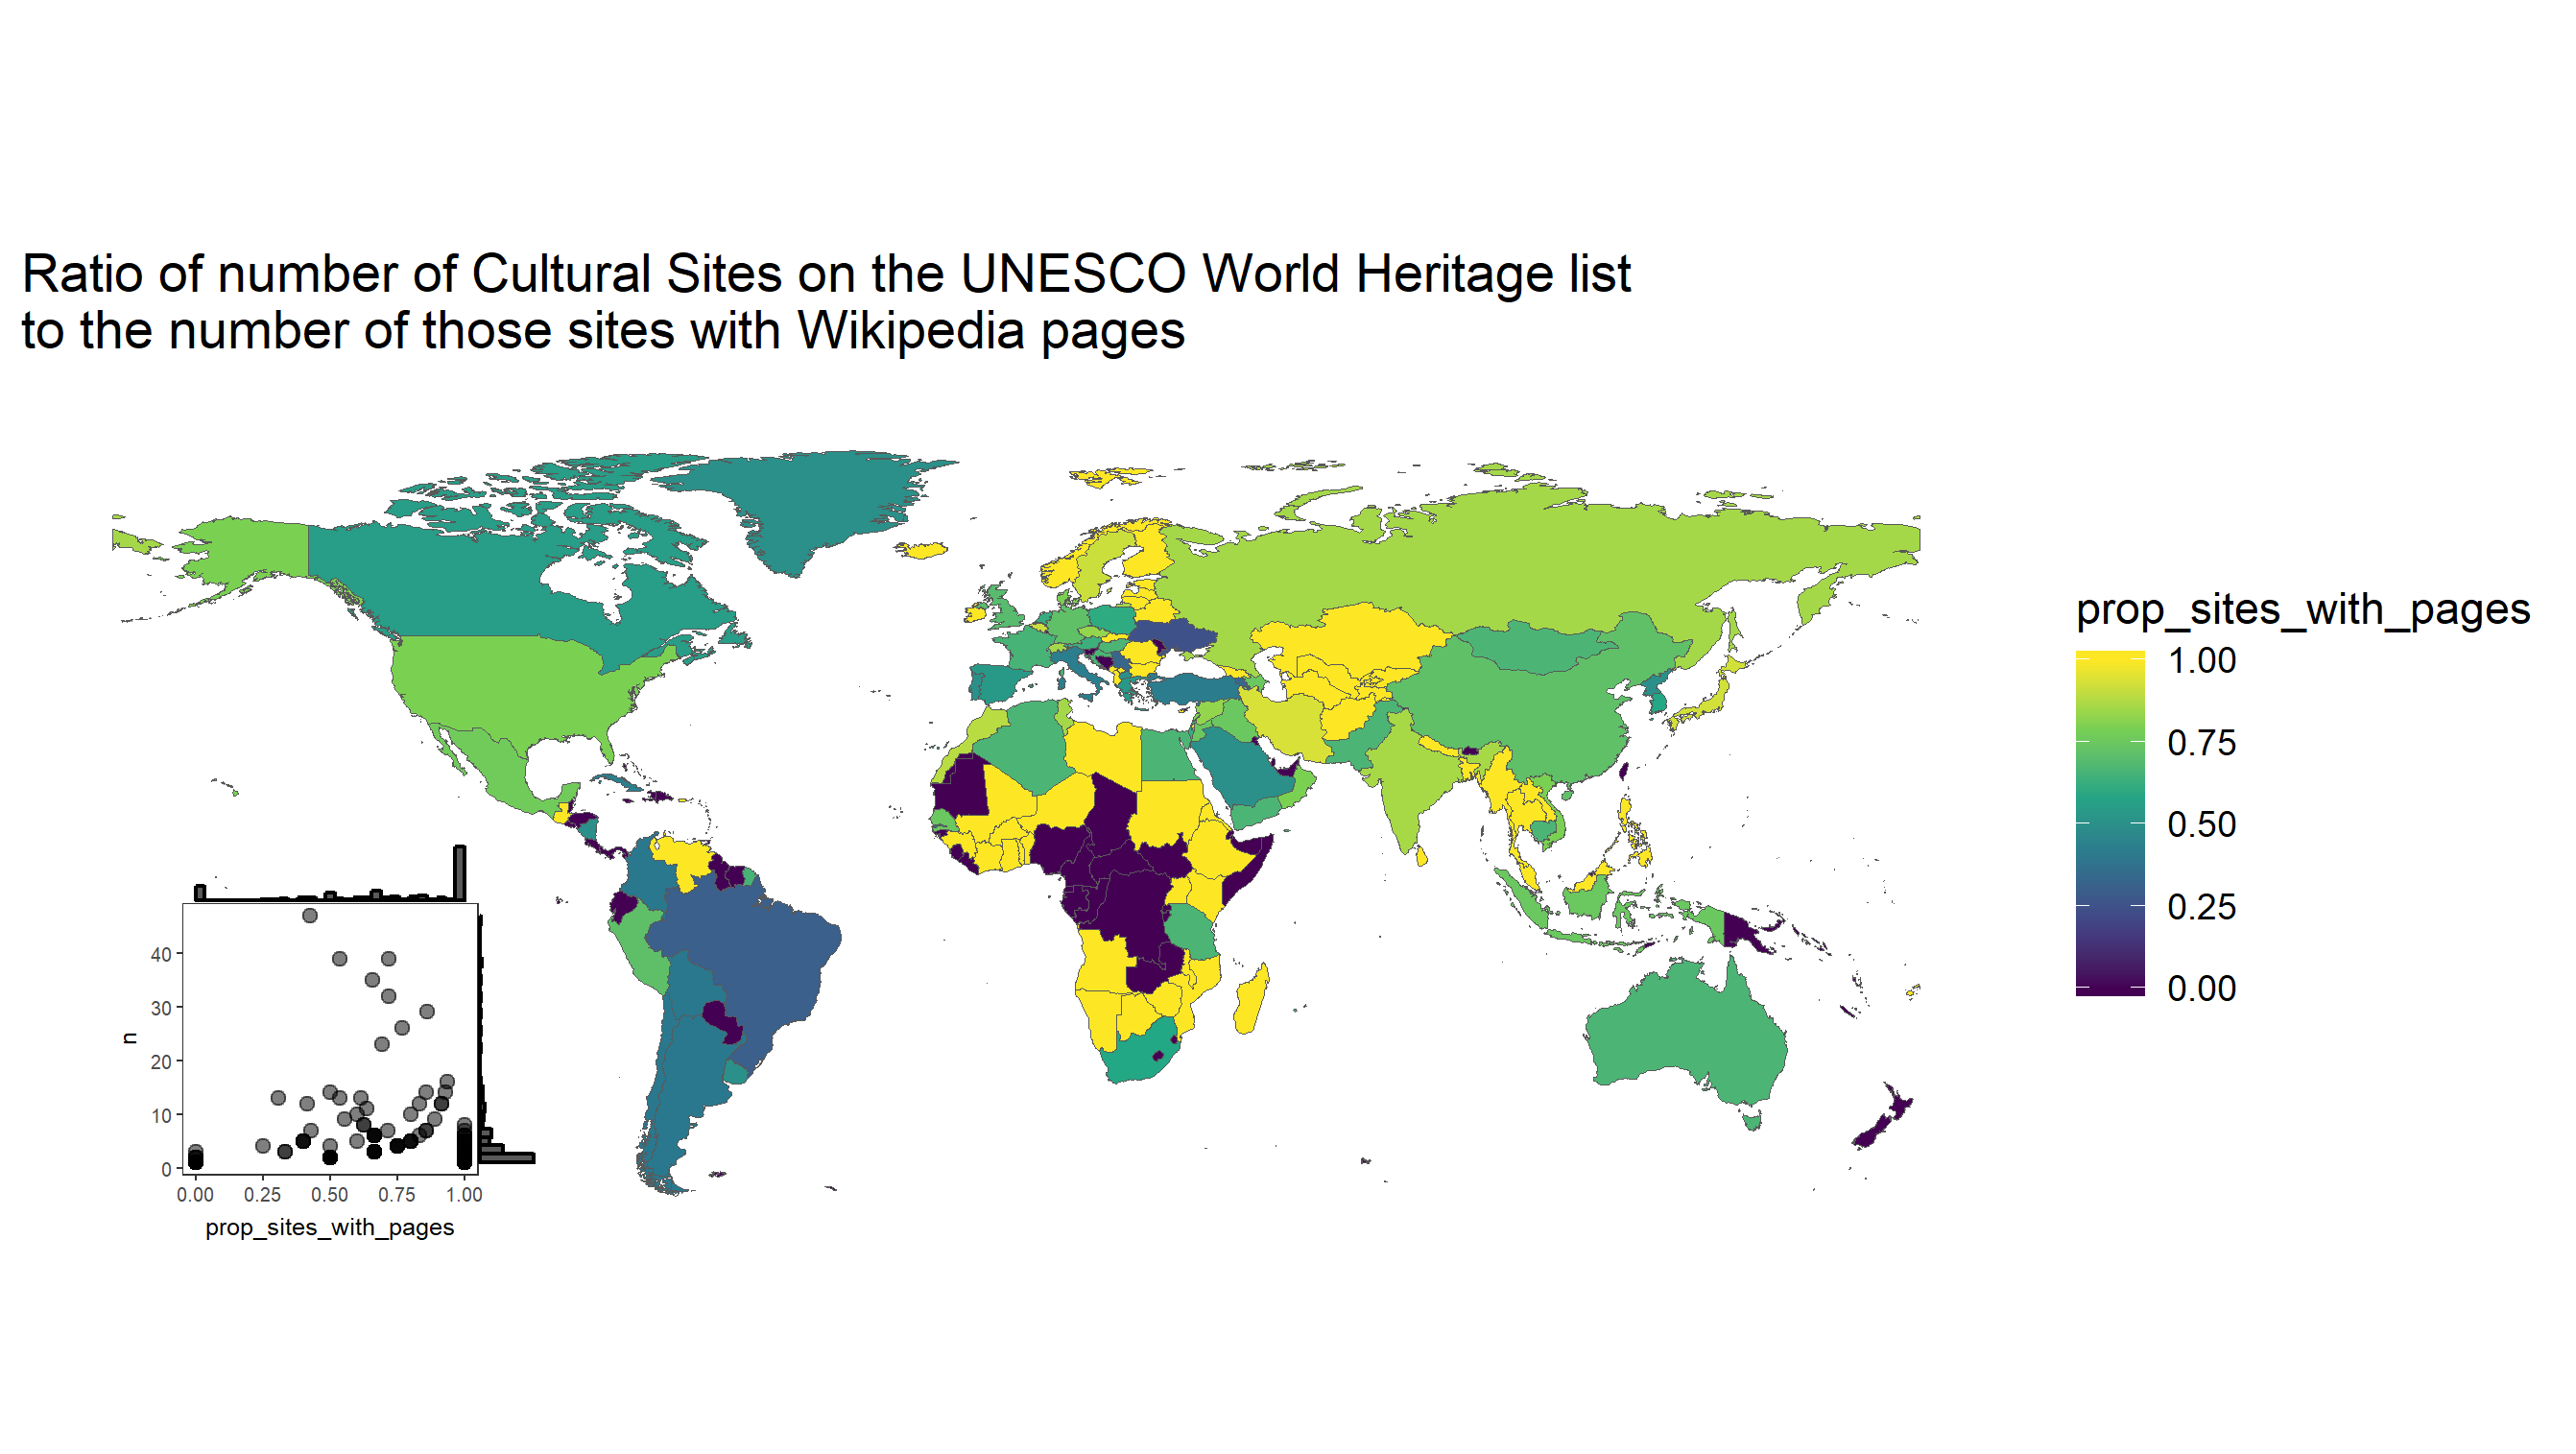 Ratio of number of Cultural Sites on the UNESCO World Heritage list
to the number of those sites with Wikipedia pages
prop_sites_with_pages
1.00
0.75
0.50
0.25
0.00
n
40
30
20
10
0
0.00 0.25 0.50 0.75 1.00
prop_sites_with_pages